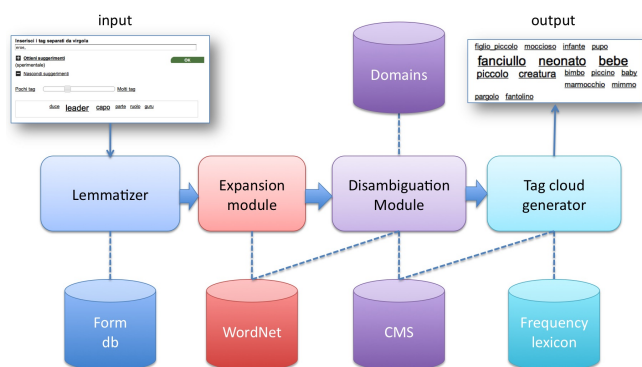 input
output
Inserisci i tag separati da virgola
Ottieni suggerimenti
(sperimentale)
OK
Nascondi suggerimenti
Pochi tag
Molti tag
duce leader capo parte ruolo guru
figlio_piccolo moccioso infante pupo
fanciullo neonato bebe
piccolo creatura bimbo piccino baby
marmocchio mimmo
pargolo fantolino
Domains
Lemmatizer
Expansion
module
Disambiguation
Module
Tag cloud
generator
Form
db
WordNet
CMS
Frequency
lexicon